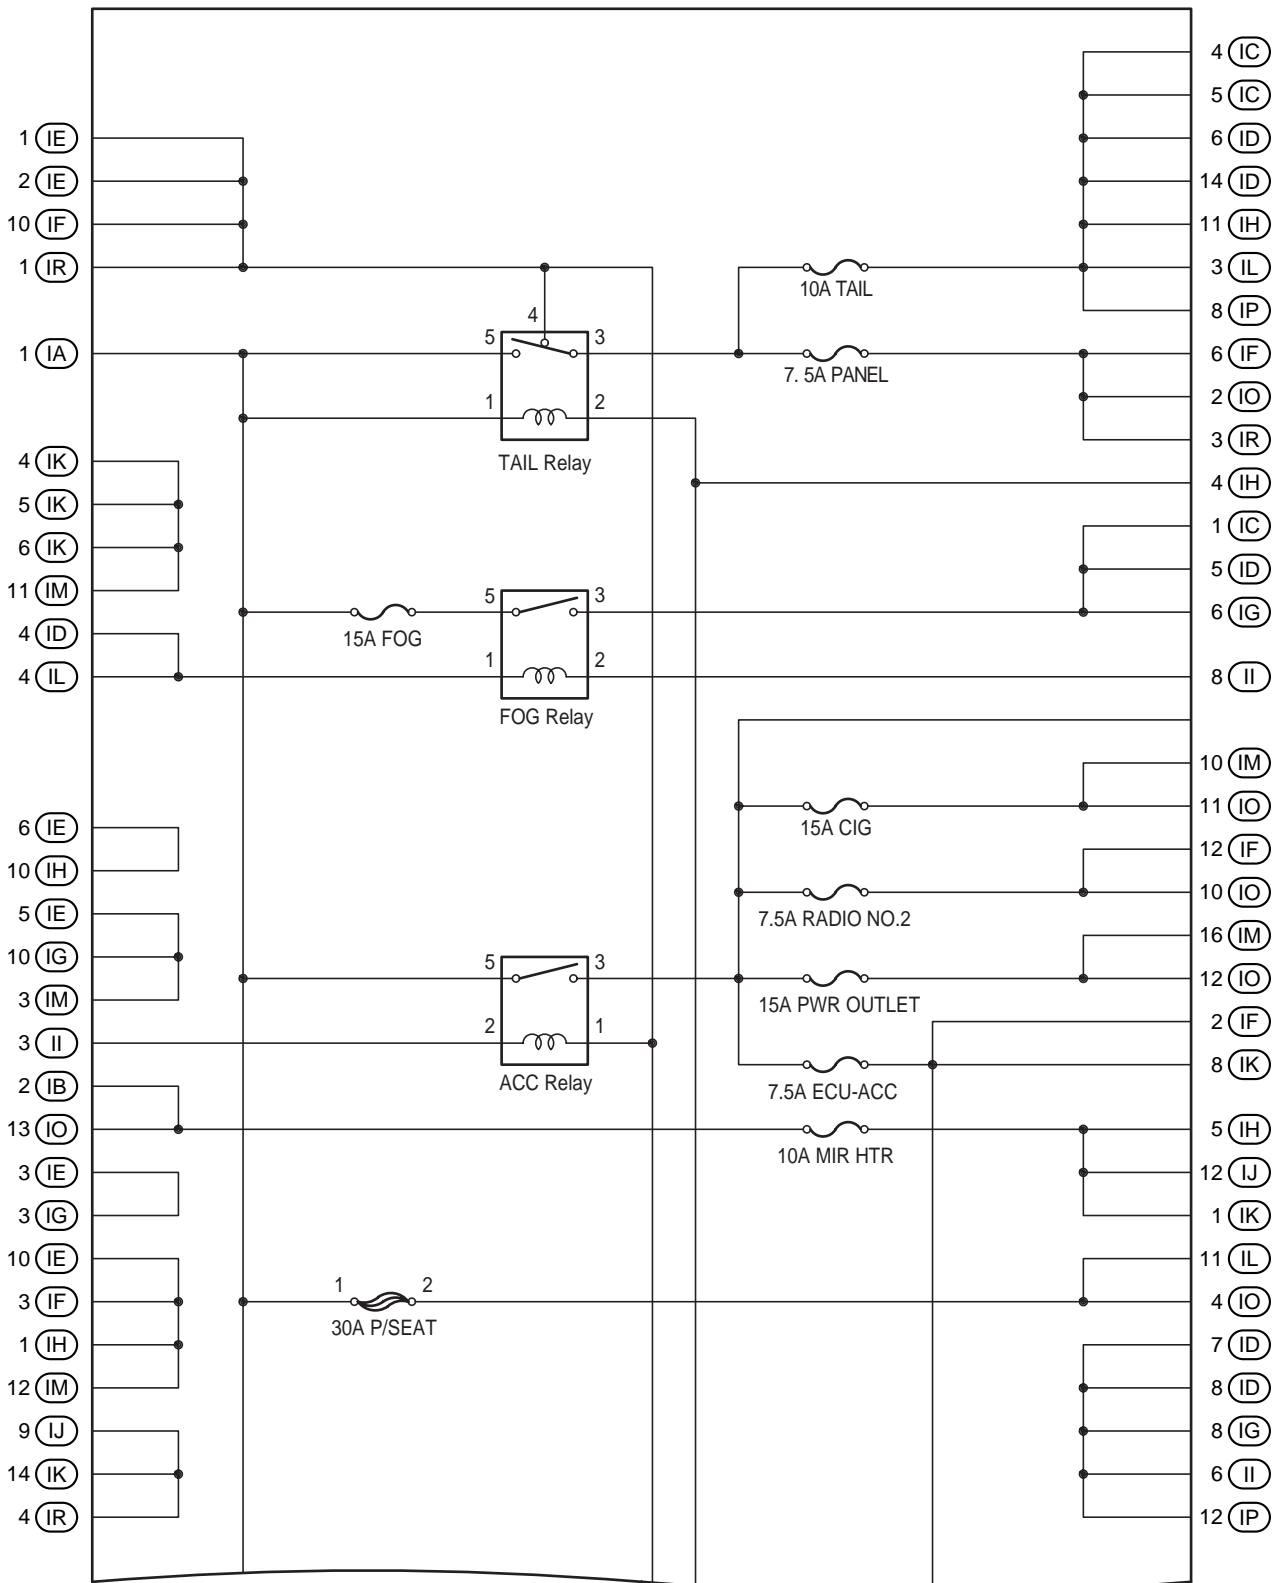 4 IC
5 IC
1 IE
6 ID
2 IE
14 ID
10 IF
11 IH
1 IR
3 IL
10A TAIL
8 IP
4
5
3
1 IA
6 IF
7. 5A PANEL
1
2
2 IO
3 IR
TAIL Relay
4 IK
4 IH
5 IK
1 IC
6 IK
5 ID
11 IM
5
3
6 IG
15A FOG
4 ID
1
2
4 IL
8 II
FOG Relay
10 IM
11 IO
15A CIG
6 IE
12 IF
10 IH
10 IO
5 IE
7.5A RADIO NO.2
16 IM
10 IG
5
3
12 IO
3 IM
15A PWR OUTLET
2
1
2 IF
3 II
8 IK
ACC Relay
7.5A ECU-ACC
2 IB
13 IO
5 IH
10A MIR HTR
3 IE
12 IJ
3 IG
1 IK
10 IE
11 IL
1
2
3 IF
4 IO
30A P/SEAT
1 IH
7 ID
12 IM
8 ID
9 IJ
8 IG
14 IK
6 II
4 IR
12 IP